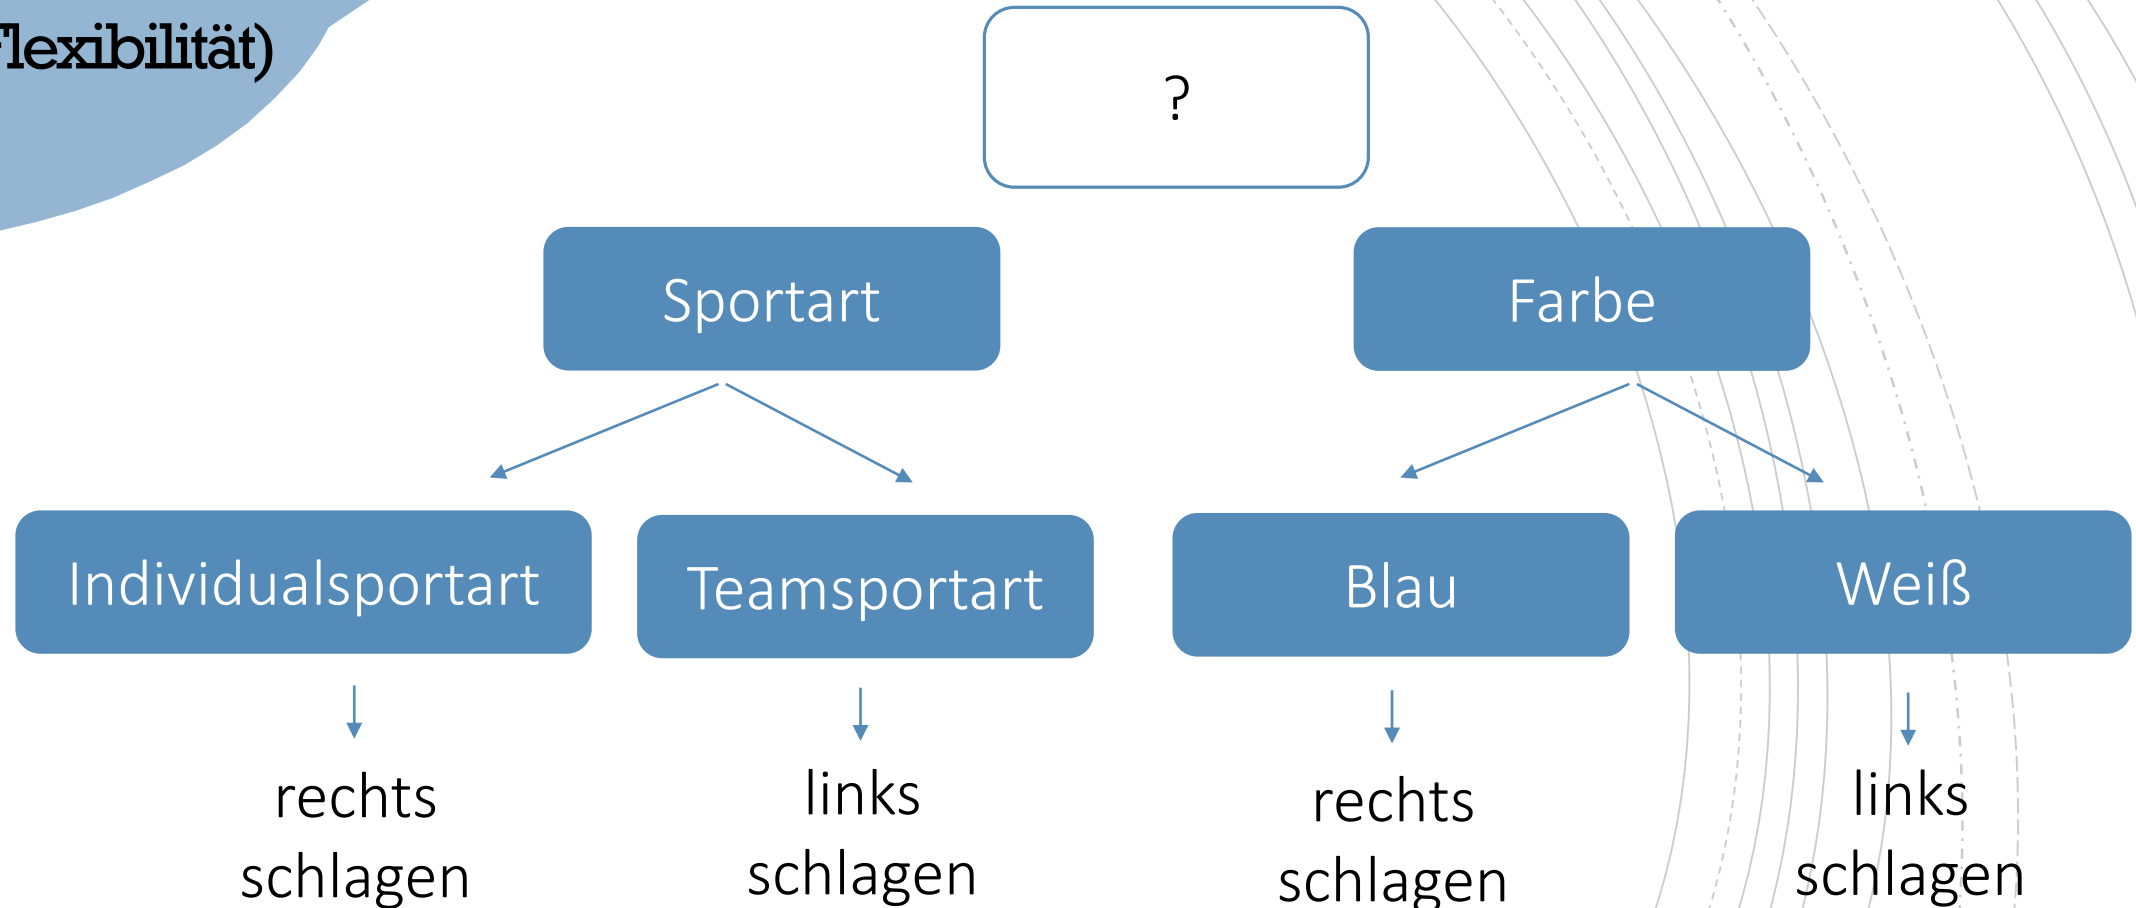 Flexibilität)
?
Sportart
Farbe
Individualsportart
Teamsportart
Blau
Weiß
rechts
schlagen
links
schlagen
rechts
schlagen
links
schlagen